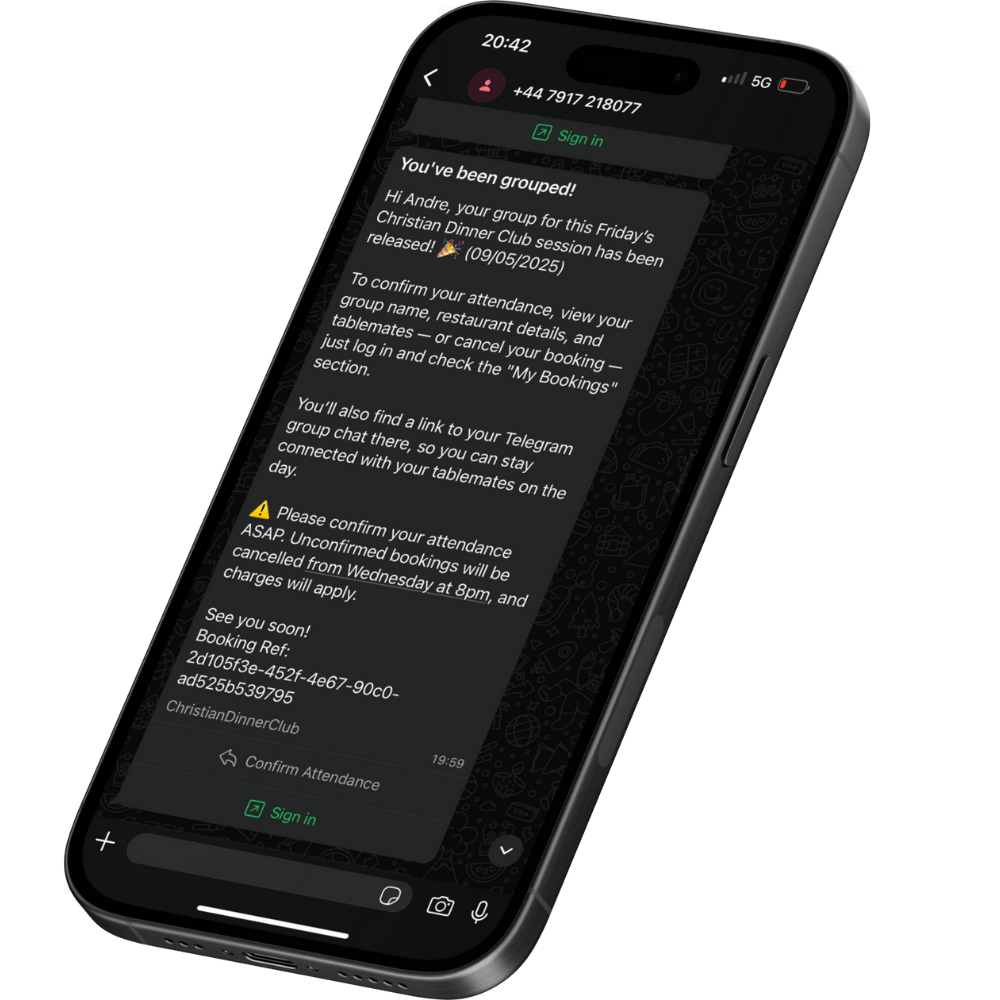 20:42
5G
+44 7917 218077
Sign in
You've been grouped!
Hi Andre, your group for this Friday's
Christian Dinner Club session has been
released! 🎉 (09/05/2025)
To confirm your attendance, view your
group name, restaurant details, and
tablemates — or cancel your booking —
just log in and check the "My Bookings"
section.
You'll also find a link to your Telegram
group chat there, so you can stay
connected with your tablemates on the
day.
⚠️ Please confirm your attendance
ASAP. Unconfirmed bookings will be
cancelled from Wednesday at 8pm, and
charges will apply.
See you soon!
Booking Ref:
2d105f3e-452f-4e67-90c0-
ad525b539795
ChristianDinnerClub
19:59
Confirm Attendance
Sign in